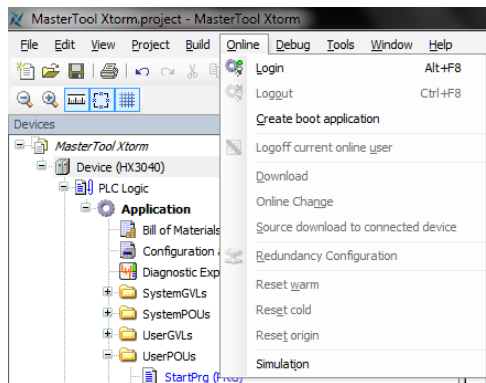 MasterTool Xtorm.project - MasterTool Xtorm
File Edit View Project Build Online Debug Tools Window Help
Login Alt+F8
Logout Ctrl+F8
Create boot application
Logoff current online user
Download
Online Change
Source download to connected device
Redundancy Configuration
Reset warm
Reset cold
Reset origin
Simulation
Devices
MasterTool Xtorm
Device (HX3040)
PLC Logic
Application
Bill of Materials
Configuration
Diagnostic Exp
SystemGVLs
SystemPOUs
UserGVLs
UserPOUs
StartPrg (PRG)